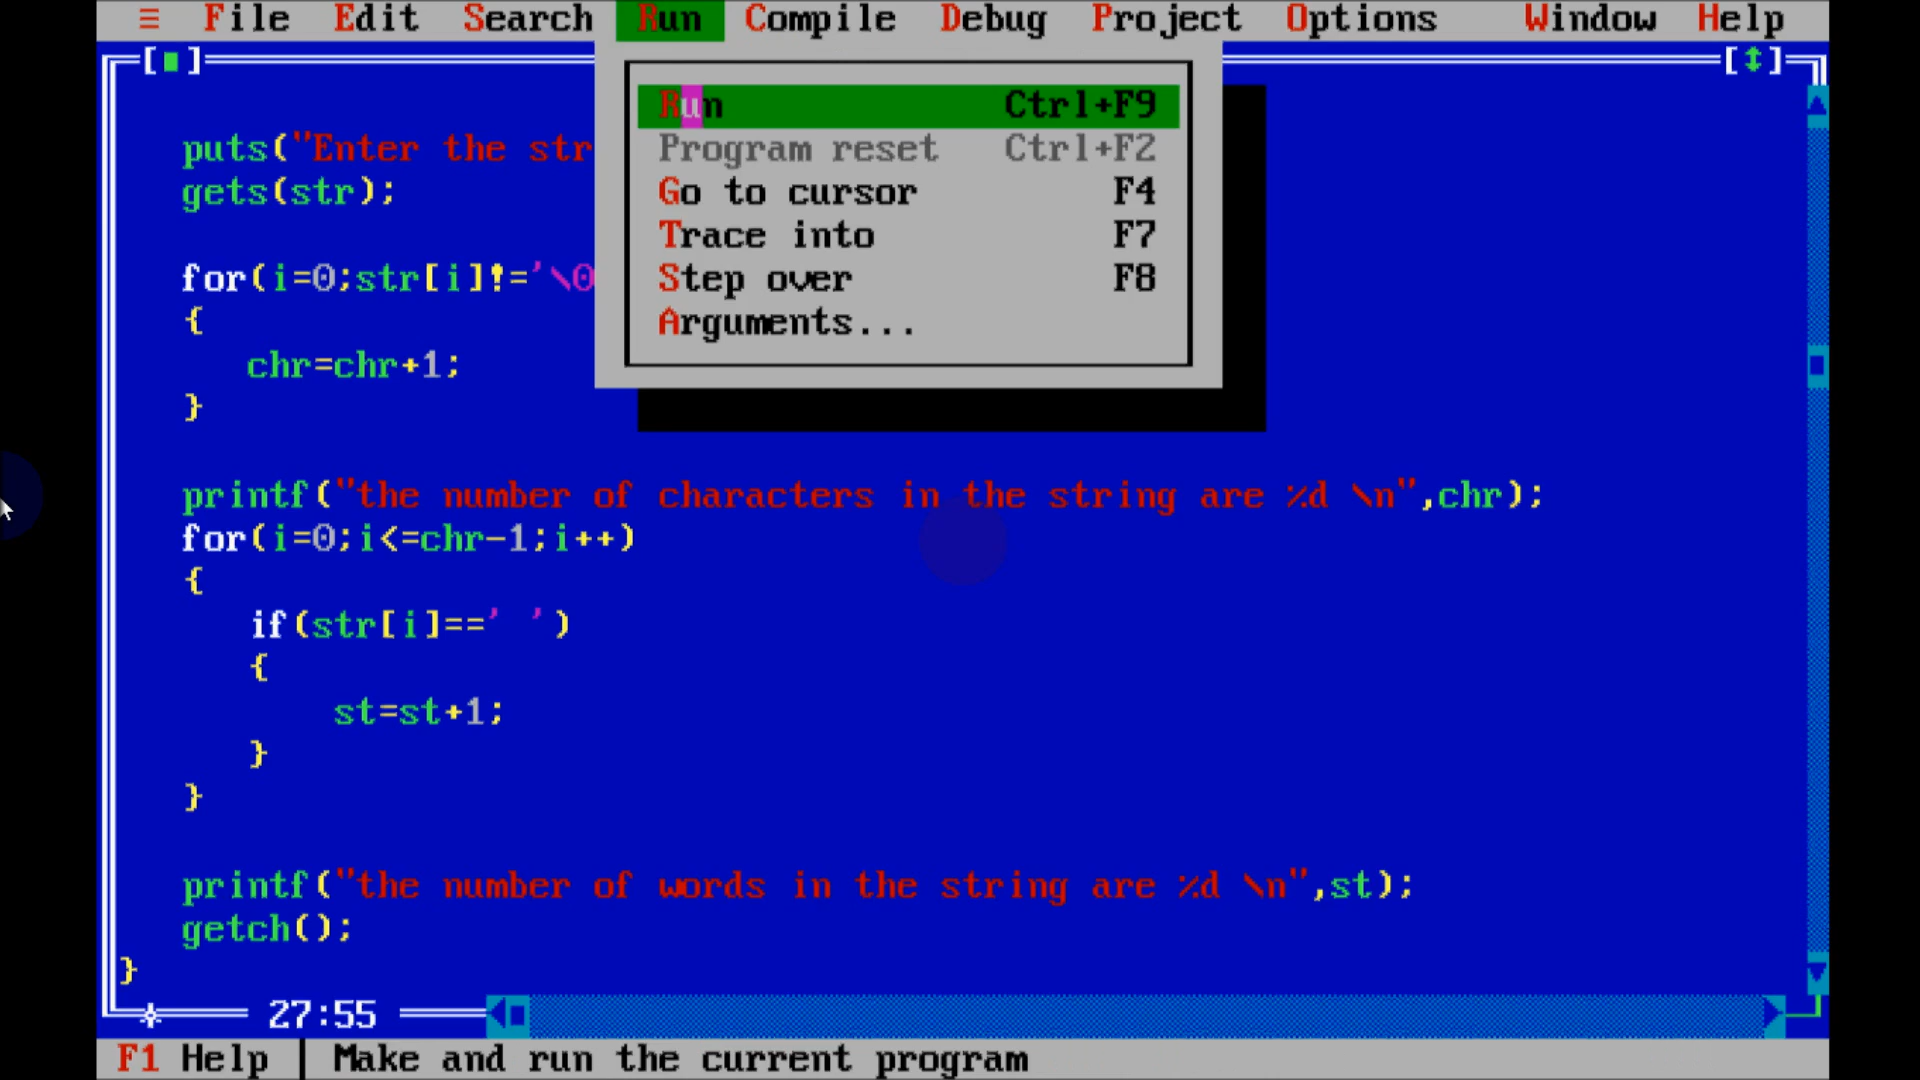 ≡ File Edit Search Run Compile Debug Project Options Window Help
[■] [↕]
Run Ctrl+F9
Program reset Ctrl+F2
Go to cursor F4
Trace into F7
Step over F8
Arguments...
puts("Enter the str
gets(str);
for(i=0;str[i]!='\0
{
chr=chr+1;
}
printf("the number of characters in the string are %d \n",chr);
for(i=0;i<=chr-1;i++)
{
if(str[i]==' ')
{
st=st+1;
}
}
printf("the number of words in the string are %d \n",st);
getch();
}
27:55
F1 Help | Make and run the current program